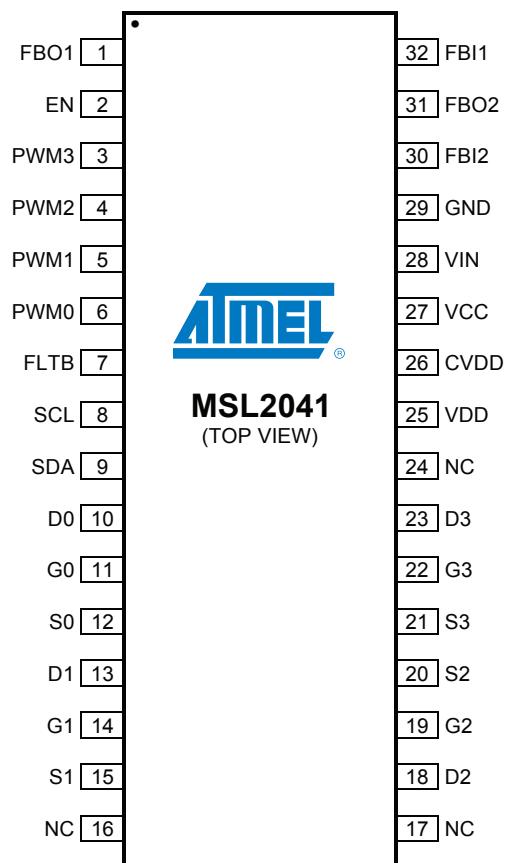 FBO1 1
EN 2
PWM3 3
PWM2 4
PWM1 5
PWM0 6
FLTB 7
SCL 8
SDA 9
D0 10
G0 11
S0 12
D1 13
G1 14
S1 15
NC 16
ATMEL ®
MSL2041
(TOP VIEW)
32 FBI1
31 FBO2
30 FBI2
29 GND
28 VIN
27 VCC
26 CVDD
25 VDD
24 NC
23 D3
22 G3
21 S3
20 S2
19 G2
18 D2
17 NC